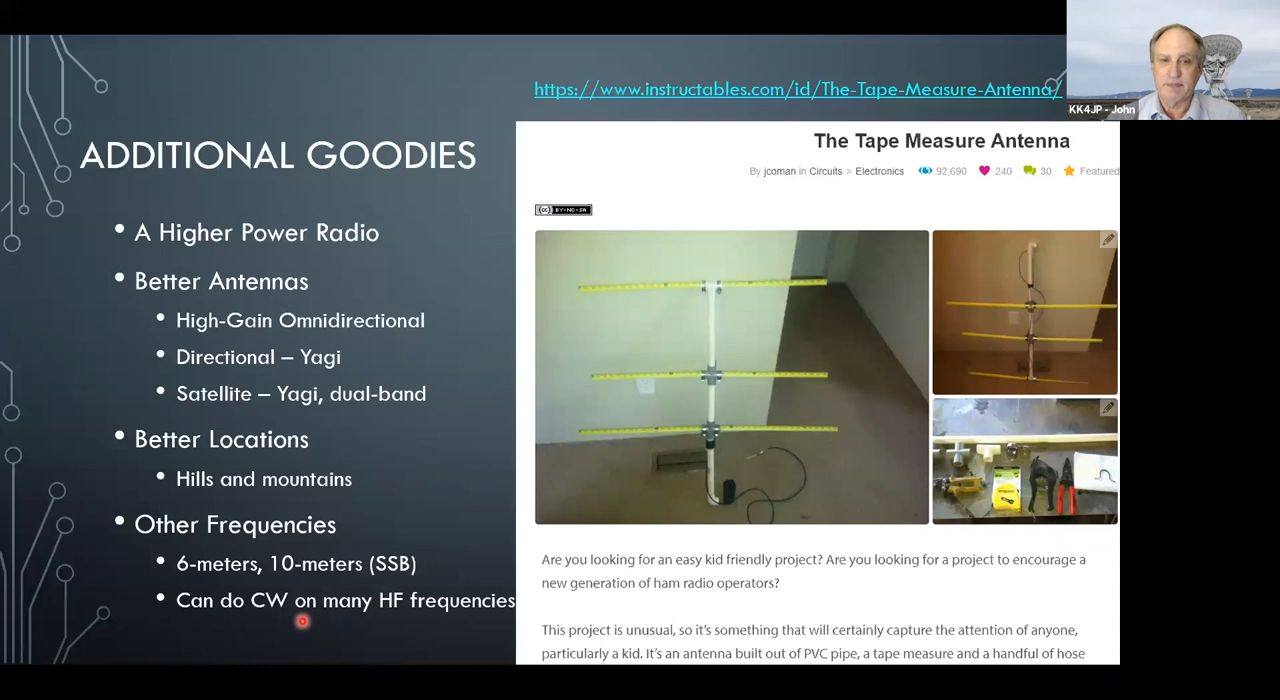 https://www.instructables.com/id/The-Tape-Measure-Antenna/
KK4JP - John
ADDITIONAL GOODIES
• A Higher Power Radio
• Better Antennas
• High-Gain Omnidirectional
• Directional – Yagi
• Satellite – Yagi, dual-band
• Better Locations
• Hills and mountains
• Other Frequencies
• 6-meters, 10-meters (SSB)
• Can do CW on many HF frequencies
The Tape Measure Antenna
By jcoman in Circuits > Electronics 92,690 240 30 Featured
(cc) BY-NC-SA
Are you looking for an easy kid friendly project? Are you looking for a project to encourage a
new generation of ham radio operators?
This project is unusual, so it's something that will certainly capture the attention of anyone,
particularly a kid. It's an antenna built out of PVC pipe, a tape measure and a handful of hose